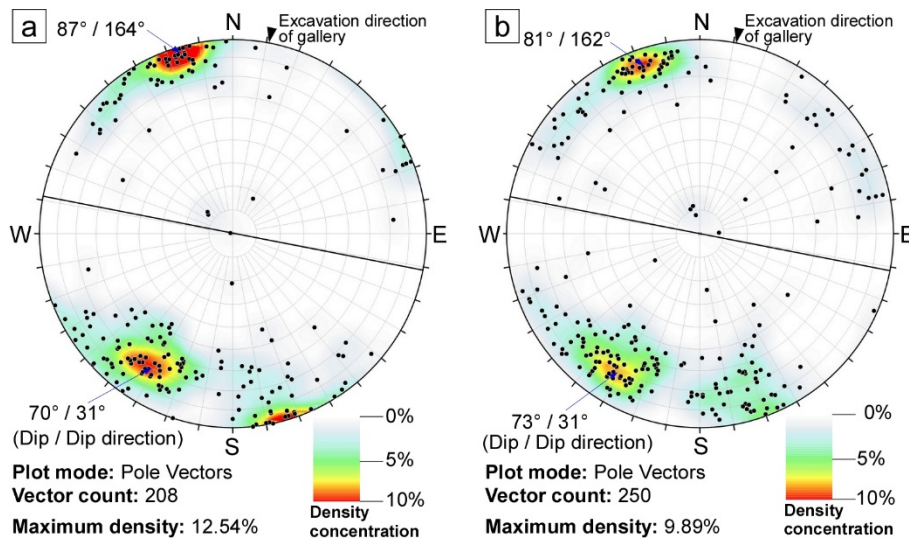 a
N
Excavation direction
of gallery
87° / 164°
W
E
S
70° / 31°
(Dip / Dip direction)
Plot mode: Pole Vectors
Vector count: 208
Maximum density: 12.54%
0%
5%
10%
Density
concentration
b
N
Excavation direction
of gallery
81° / 162°
W
E
S
73° / 31°
(Dip / Dip direction)
Plot mode: Pole Vectors
Vector count: 250
Maximum density: 9.89%
0%
5%
10%
Density
concentration